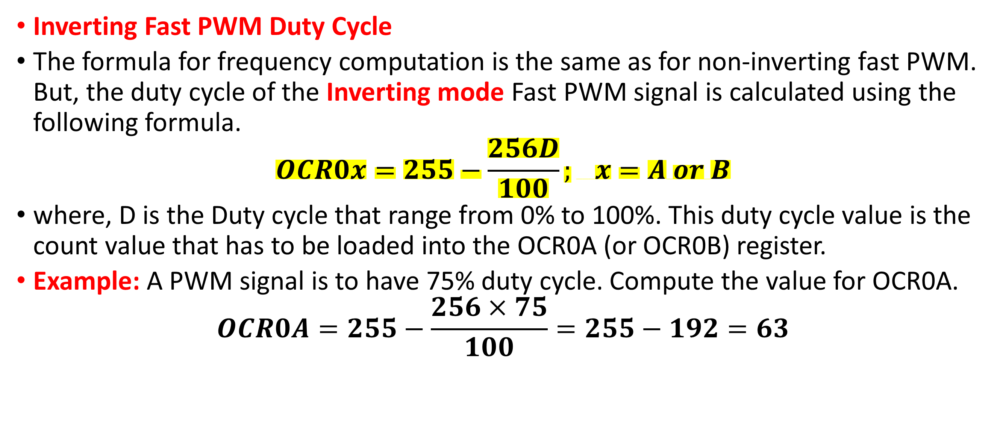 • Inverting Fast PWM Duty Cycle
• The formula for frequency computation is the same as for non-inverting fast PWM.
But, the duty cycle of the Inverting mode Fast PWM signal is calculated using the
following formula.
OCR0x = 255 − 256D/100; x = A or B
• where, D is the Duty cycle that range from 0% to 100%. This duty cycle value is the
count value that has to be loaded into the OCR0A (or OCR0B) register.
• Example: A PWM signal is to have 75% duty cycle. Compute the value for OCR0A.
OCR0A = 255 − 256 × 75/100 = 255 − 192 = 63